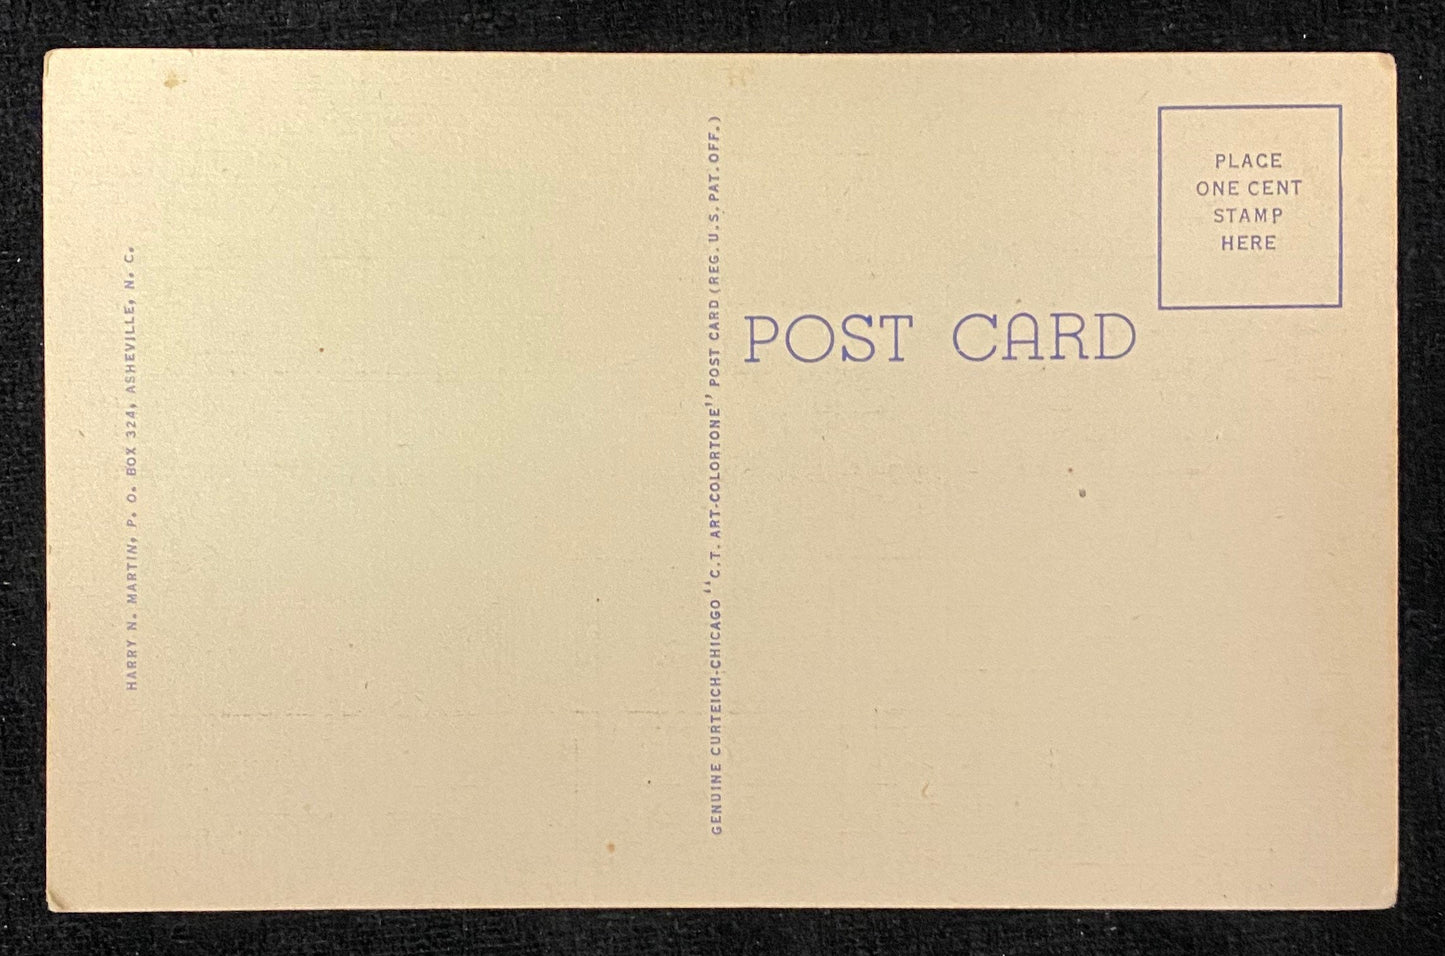 HARRY N. MARTIN, P. O. BOX 324, ASHEVILLE, N. C.
GENUINE CURTEICH-CHICAGO "C.T. ART-COLORTONE" POST CARD (REG. U.S. PAT. OFF.)
POST CARD
PLACE
ONE CENT
STAMP
HERE